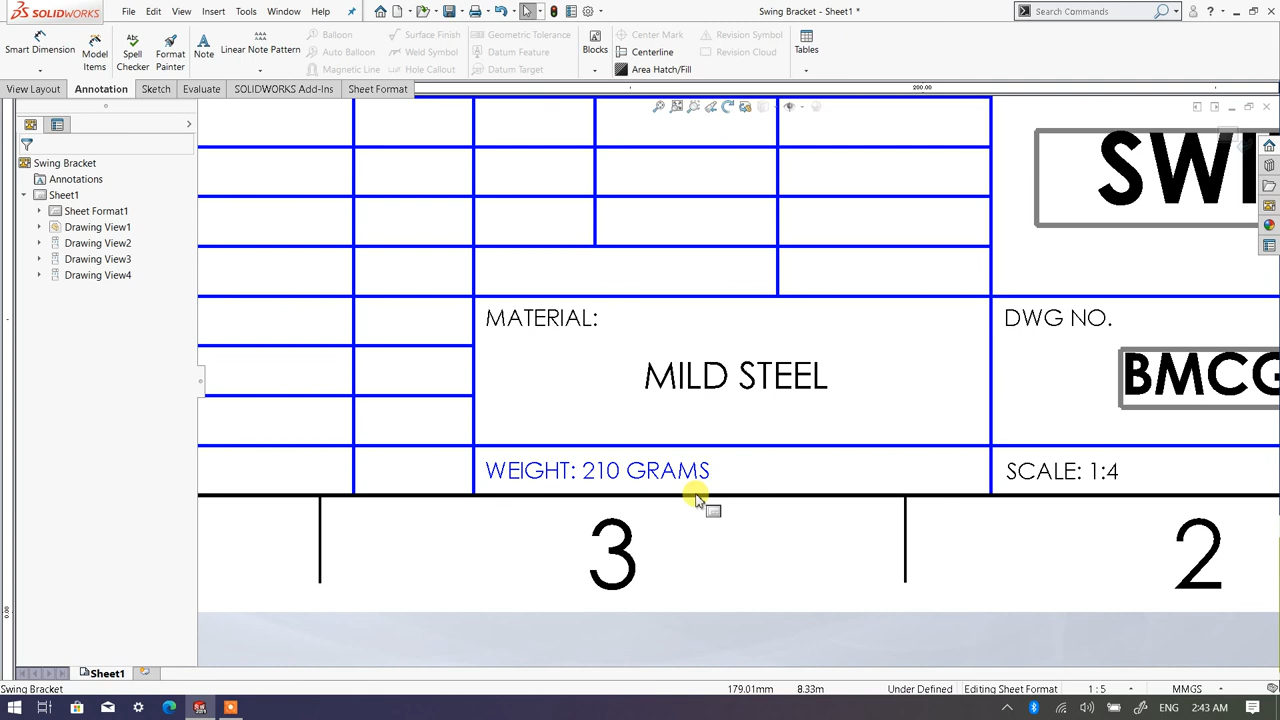 SOLIDWORKS File Edit View Insert Tools Window Help Swing Bracket - Sheet1 * Search Commands
Smart Dimension Model Items Spell Checker Format Painter Note Linear Note Pattern Balloon Auto Balloon Magnetic Line Surface Finish Weld Symbol Hole Callout Geometric Tolerance Datum Feature Datum Target Blocks Center Mark Centerline Area Hatch/Fill Revision Symbol Revision Cloud Tables
View Layout Annotation Sketch Evaluate SOLIDWORKS Add-Ins Sheet Format 200.00
Swing Bracket
Annotations
Sheet1
Sheet Format1
Drawing View1
Drawing View2
Drawing View3
Drawing View4
MATERIAL: DWG NO.
MILD STEEL BMCG
WEIGHT: 210 GRAMS SCALE: 1:4
3 2
0.00
Sheet1
Swing Bracket 179.01mm 8.33m Under Defined Editing Sheet Format 1 : 5 MMGS
ENG 2:43 AM